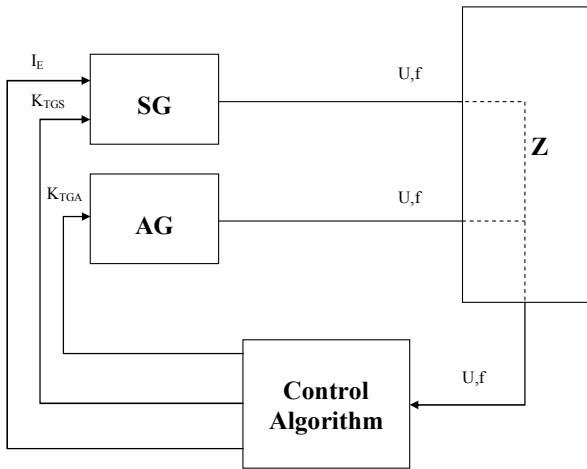 I_E
K_TGS
SG
U,f
Z
K_TGA
AG
U,f
Control
Algorithm
U,f